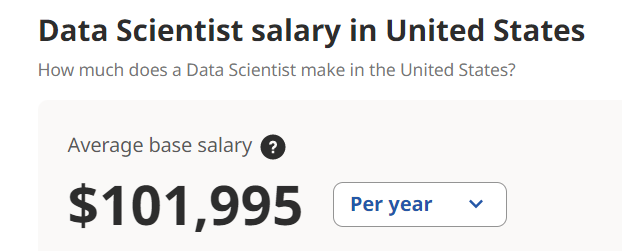 Data Scientist salary in United States
How much does a Data Scientist make in the United States?
Average base salary ?
$101,995 Per year